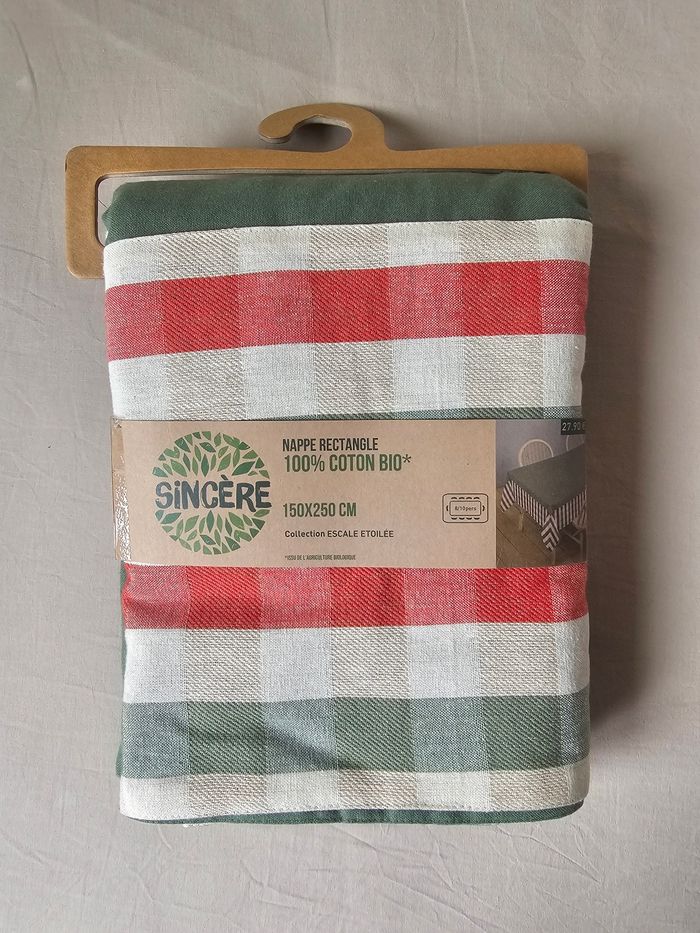 SiNCÈRE
NAPPE RECTANGLE
100% COTON BIO*
150X250 CM
Collection ESCALE ETOILÉE
*ISSU DE L'AGRICULTURE BIOLOGIQUE
8/10pers
27.90 €